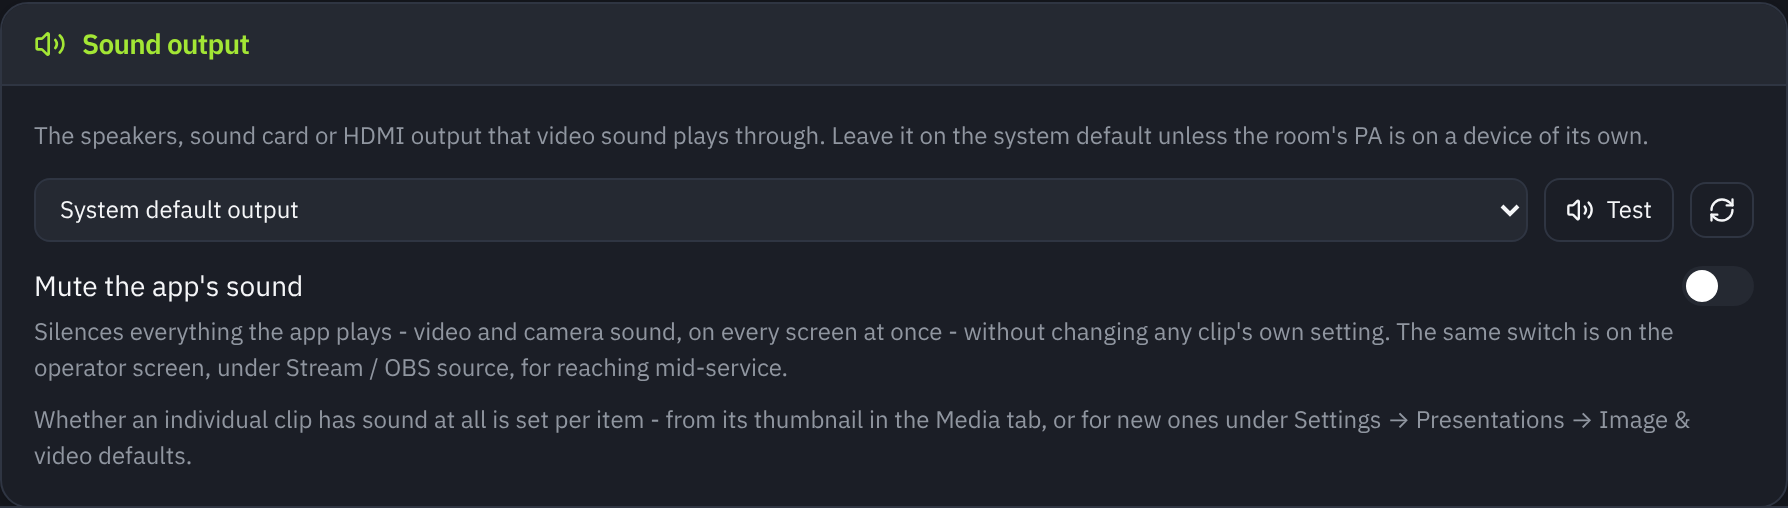 Sound output
The speakers, sound card or HDMI output that video sound plays through. Leave it on the system default unless the room's PA is on a device of its own.
System default output
Test
Mute the app's sound
Silences everything the app plays - video and camera sound, on every screen at once - without changing any clip's own setting. The same switch is on the
operator screen, under Stream / OBS source, for reaching mid-service.
Whether an individual clip has sound at all is set per item - from its thumbnail in the Media tab, or for new ones under Settings → Presentations → Image &
video defaults.